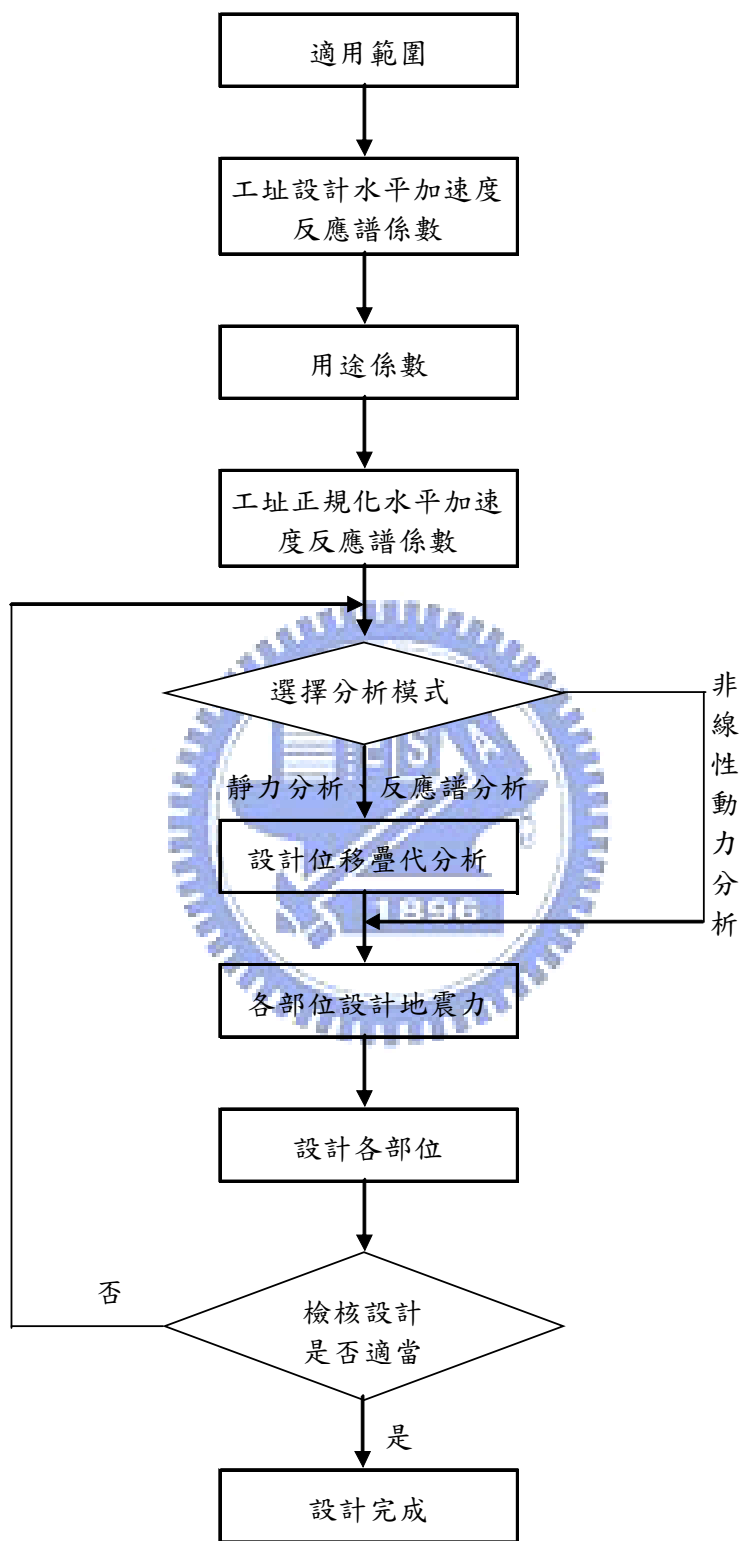 適用範圍
工址設計水平加速度
反應譜係數
用途係數
工址正規化水平加速
度反應譜係數
選擇分析模式
非線性動力分析
靜力分析、反應譜分析
設計位移疊代分析
1896
各部位設計地震力
設計各部位
否
檢核設計
是否適當
是
設計完成